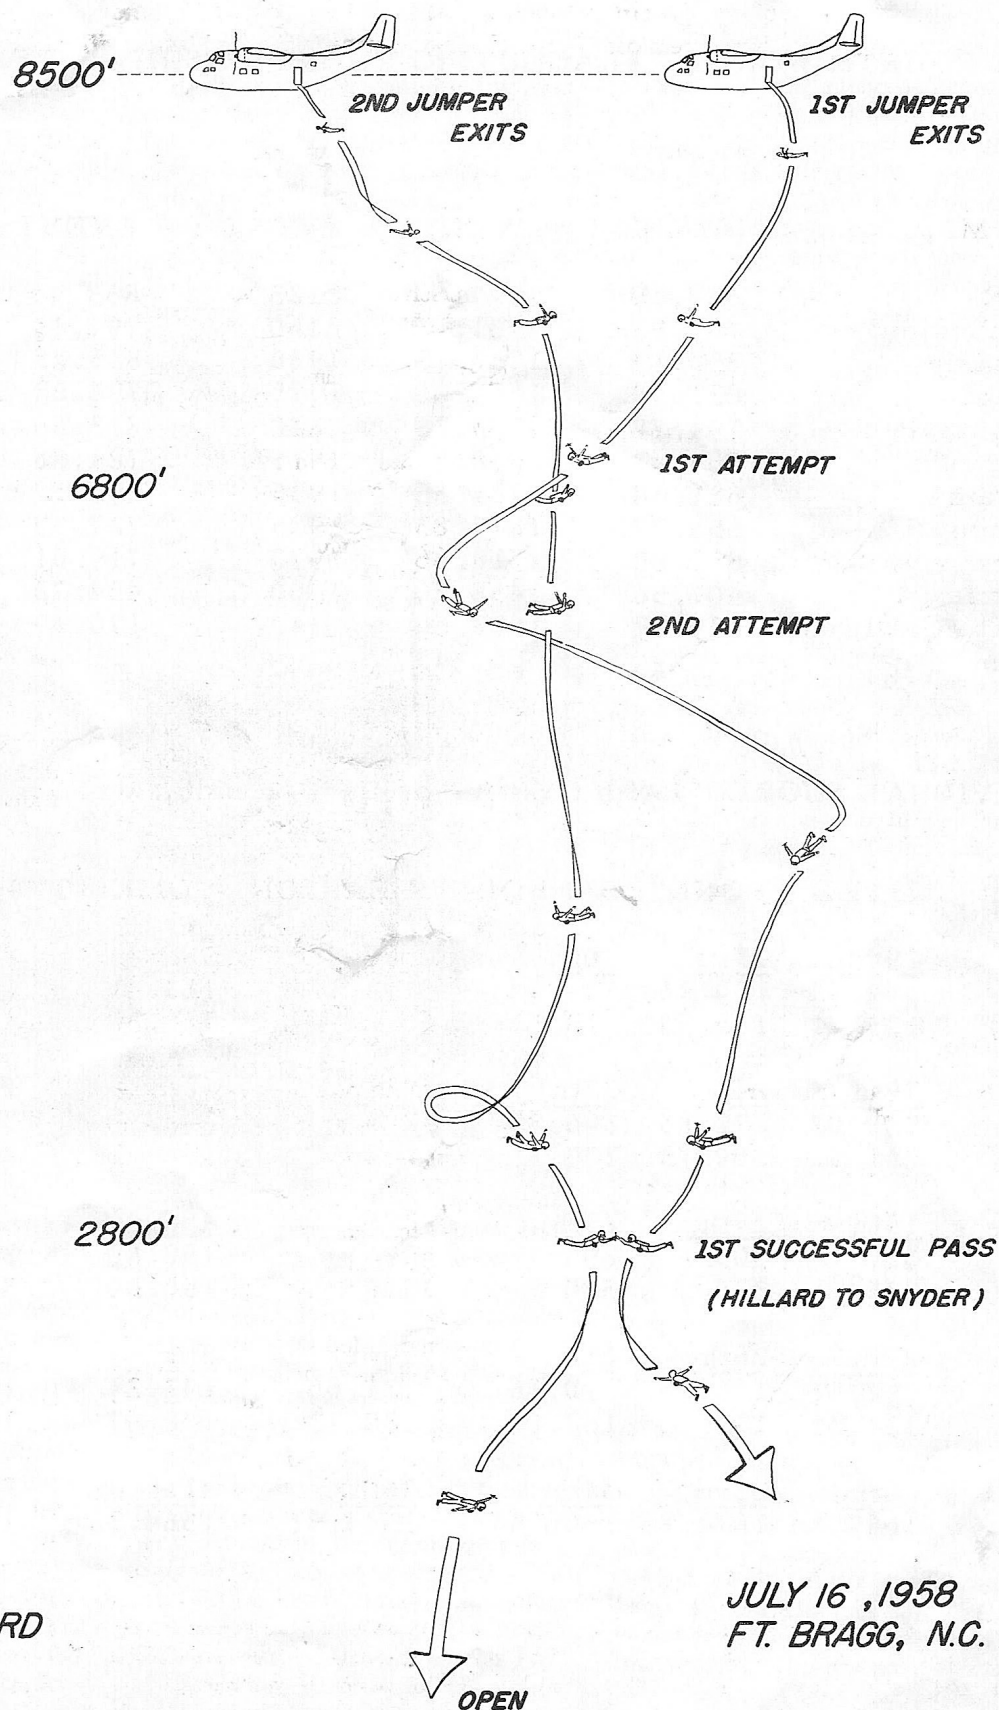 8500'
2ND JUMPER
EXITS
1ST JUMPER
EXITS
6800'
1ST ATTEMPT
2ND ATTEMPT
2800'
1ST SUCCESSFUL PASS
(HILLARD TO SNYDER)
RD
JULY 16, 1958
FT. BRAGG, N.C.
OPEN